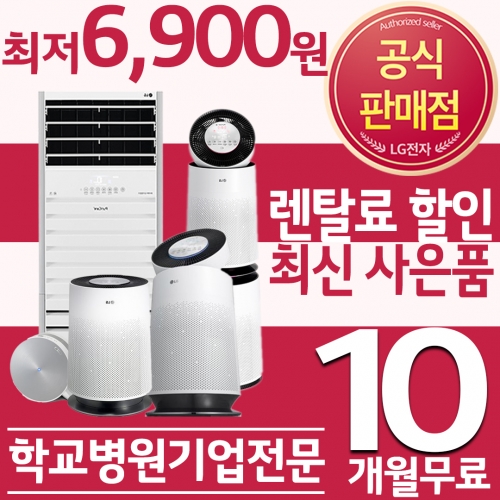 최저6,900원
Authorized seller
공식
판매점
LG전자
렌탈료 할인
최신 사은품
10
개월무료
학교병원기업전문